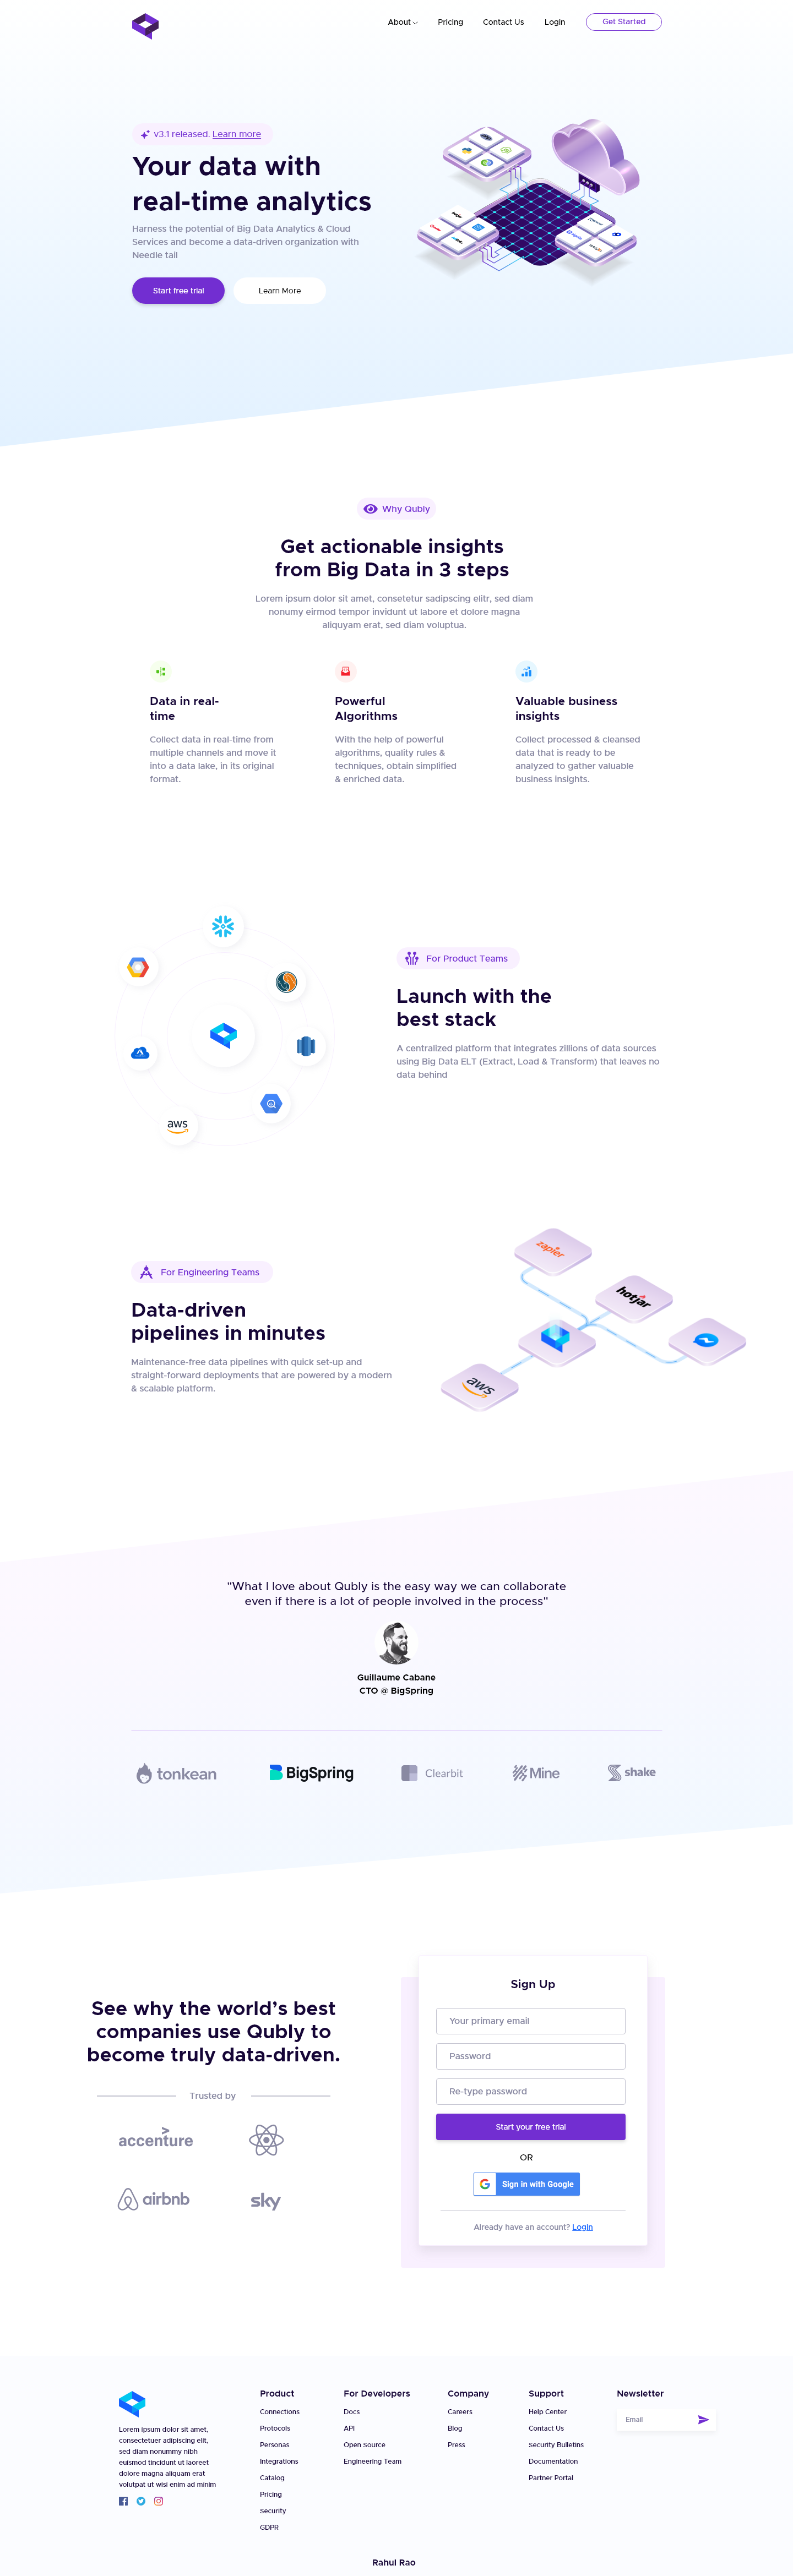 About
Pricing
Contact Us
Login
Get Started
v3.1 released. Learn more
Your data with
real-time analytics
Harness the potential of Big Data Analytics & Cloud
Services and become a data-driven organization with
Needle tail
Start free trial
Learn More
Why Qubly
Get actionable insights
from Big Data in 3 steps
Lorem ipsum dolor sit amet, consetetur sadipscing elitr, sed diam
nonumy eirmod tempor invidunt ut labore et dolore magna
aliquyam erat, sed diam voluptua.
Data in real-
time
Collect data in real-time from
multiple channels and move it
into a data lake, in its original
format.
Powerful
Algorithms
With the help of powerful
algorithms, quality rules &
techniques, obtain simplified
& enriched data.
Valuable business
insights
Collect processed & cleansed
data that is ready to be
analyzed to gather valuable
business insights.
aws
For Product Teams
Launch with the
best stack
A centralized platform that integrates zillions of data sources
using Big Data ELT (Extract, Load & Transform) that leaves no
data behind
For Engineering Teams
Data-driven
pipelines in minutes
Maintenance-free data pipelines with quick set-up and
straight-forward deployments that are powered by a modern
& scalable platform.
zapier
hotjar
aws
"What I love about Qubly is the easy way we can collaborate
even if there is a lot of people involved in the process"
Guillaume Cabane
CTO @ BigSpring
tonkean
BigSpring
Clearbit
Mine
shake
See why the world’s best
companies use Qubly to
become truly data-driven.
Trusted by
accenture
airbnb
sky
Sign Up
Your primary email
Password
Re-type password
Start your free trial
OR
Sign in with Google
Already have an account? Login
Lorem ipsum dolor sit amet,
consectetuer adipiscing elit,
sed diam nonummy nibh
euismod tincidunt ut laoreet
dolore magna aliquam erat
volutpat ut wisi enim ad minim
Product
Connections
Protocols
Personas
Integrations
Catalog
Pricing
Security
GDPR
For Developers
Docs
API
Open Source
Engineering Team
Company
Careers
Blog
Press
Support
Help Center
Contact Us
Security Bulletins
Documentation
Partner Portal
Newsletter
Email
Rahul Rao